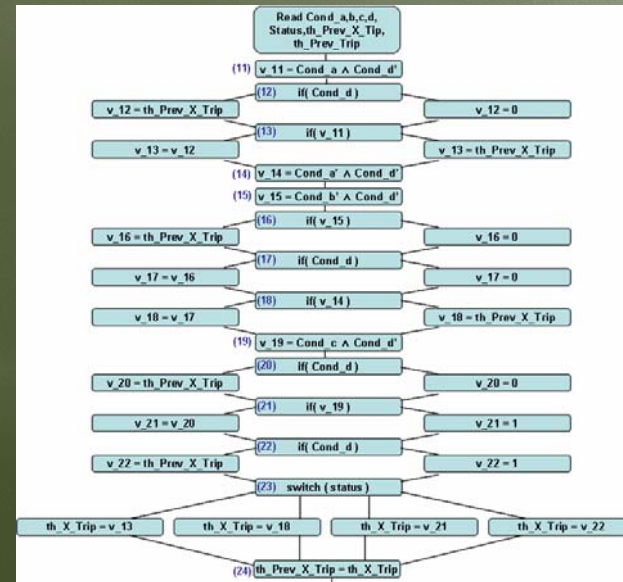 Read Cond_a,b,c,d,
Status,th_Prev_X_Tip,
th_Prev_Trip
(11) v_11 = Cond_a ∧ Cond_d'
(12) if( Cond_d )
v_12 = th_Prev_X_Trip
v_12 = 0
(13) if( v_11 )
v_13 = v_12
v_13 = th_Prev_X_Trip
(14) v_14 = Cond_a' ∧ Cond_d'
(15) v_15 = Cond_b' ∧ Cond_d'
(16) if( v_15 )
v_16 = th_Prev_X_Trip
v_16 = 0
(17) if( Cond_d )
v_17 = v_16
v_17 = 0
(18) if( v_14 )
v_18 = v_17
v_18 = th_Prev_X_Trip
(19) v_19 = Cond_c ∧ Cond_d'
(20) if( Cond_d )
v_20 = th_Prev_X_Trip
v_20 = 0
(21) if( v_19 )
v_21 = v_20
v_21 = 1
(22) if( Cond_d )
v_22 = th_Prev_X_Trip
v_22 = 1
(23) switch ( status )
th_X_Trip = v_13
th_X_Trip = v_18
th_X_Trip = v_21
th_X_Trip = v_22
(24) th_Prev_X_Trip = th_X_Trip